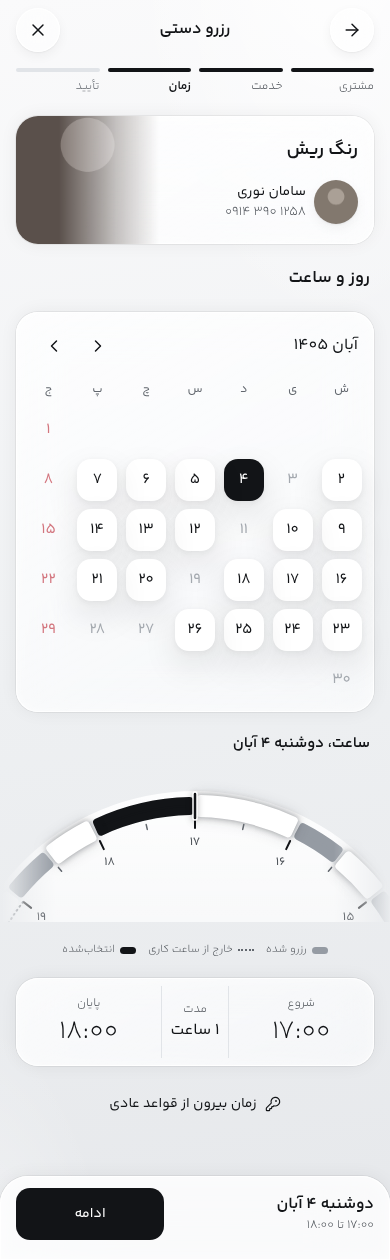 رزرو دستی
مشتری خدمت زمان تأیید
رنگ ریش
سامان نوری
۰۹۱۴ ۳۹۰ ۱۲۵۸
روز و ساعت
آبان ۱۴۰۵
ش ی د س چ پ ج
۱
۲ ۳ ۴ ۵ ۶ ۷ ۸
۹ ۱۰ ۱۱ ۱۲ ۱۳ ۱۴ ۱۵
۱۶ ۱۷ ۱۸ ۱۹ ۲۰ ۲۱ ۲۲
۲۳ ۲۴ ۲۵ ۲۶ ۲۷ ۲۸ ۲۹
۳۰
ساعت، دوشنبه ۴ آبان
۱۵ ۱۶ ۱۷ ۱۸ ۱۹
رزرو شده خارج از ساعت کاری انتخاب‌شده
شروع مدت پایان
۱۷:۰۰ ۱ ساعت ۱۸:۰۰
زمان بیرون از قواعد عادی
دوشنبه ۴ آبان
۱۷:۰۰ تا ۱۸:۰۰
ادامه